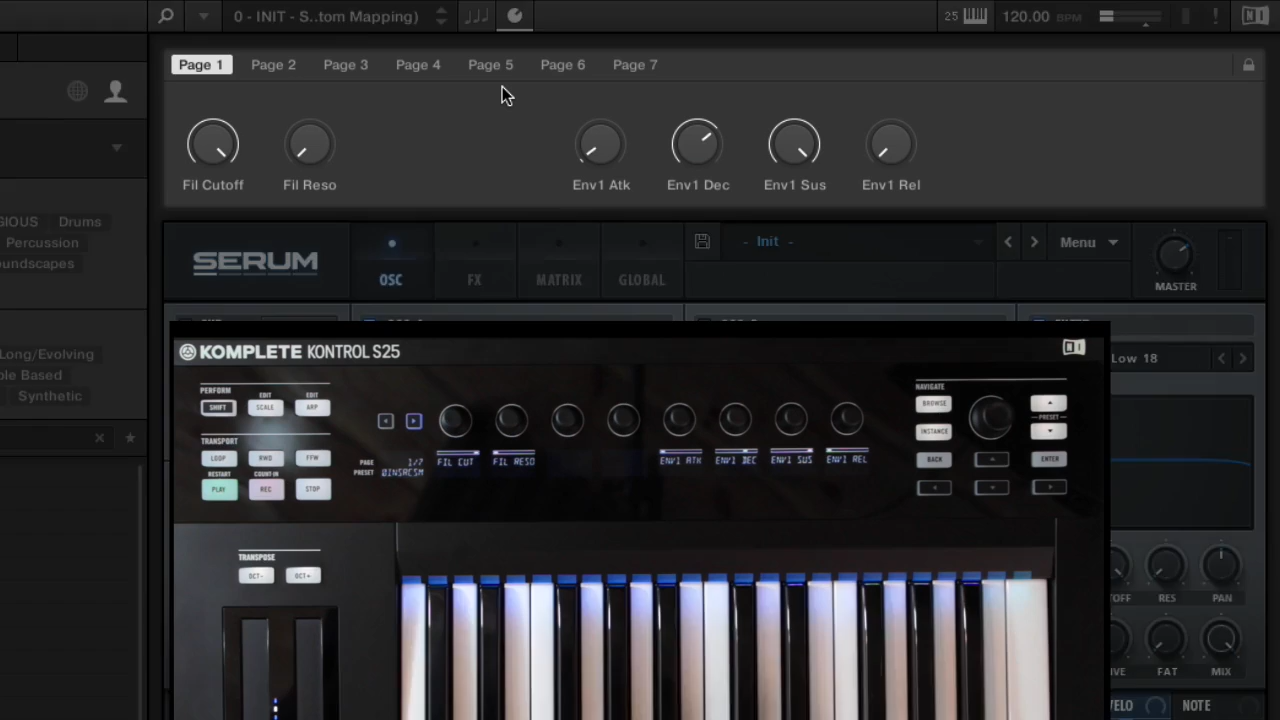 0 - INIT - S..tom Mapping)
25
120.00 BPM
!
Page 1 Page 2 Page 3 Page 4 Page 5 Page 6 Page 7
Fil Cutoff Fil Reso Env1 Atk Env1 Dec Env1 Sus Env1 Rel
GIOUS Drums
Percussion
oundscapes
Long/Evolving
ple Based
Synthetic
SERUM
OSC FX MATRIX GLOBAL
- Init -
Menu
MASTER
Low 18
KOMPLETE KONTROL S25
PERFORM
EDIT EDIT
SHIFT SCALE ARP
TRANSPORT
LOOP RWD FFW
RESTART COUNT-IN
PLAY REC STOP
PAGE 1/7
PRESET 0INSRCSM
FIL CUT FIL RESO ENV1 ATK ENV1 DEC ENV1 SUS ENV1 REL
NAVIGATE
BROWSE
PRESET
INSTANCE
BACK ENTER
TRANSPOSE
OCT- OCT+
OFF RES PAN
VE FAT MIX
VELO NOTE